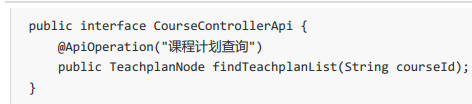 public interface CourseControllerApi {
@ApiOperation("课程计划查询")
public TeachplanNode findTeachplanList(String courseId);
}